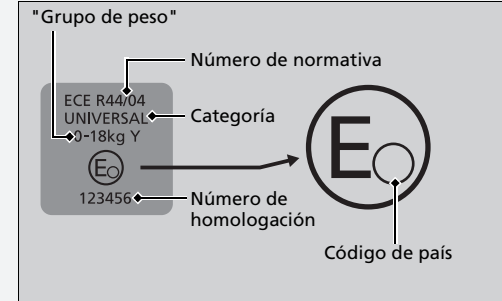 "Grupo de peso"
Número de normativa
ECE R44/04
UNIVERSAL
Categoría
0-18kg Y
E
E
123456
Número de
homologación
Código de país